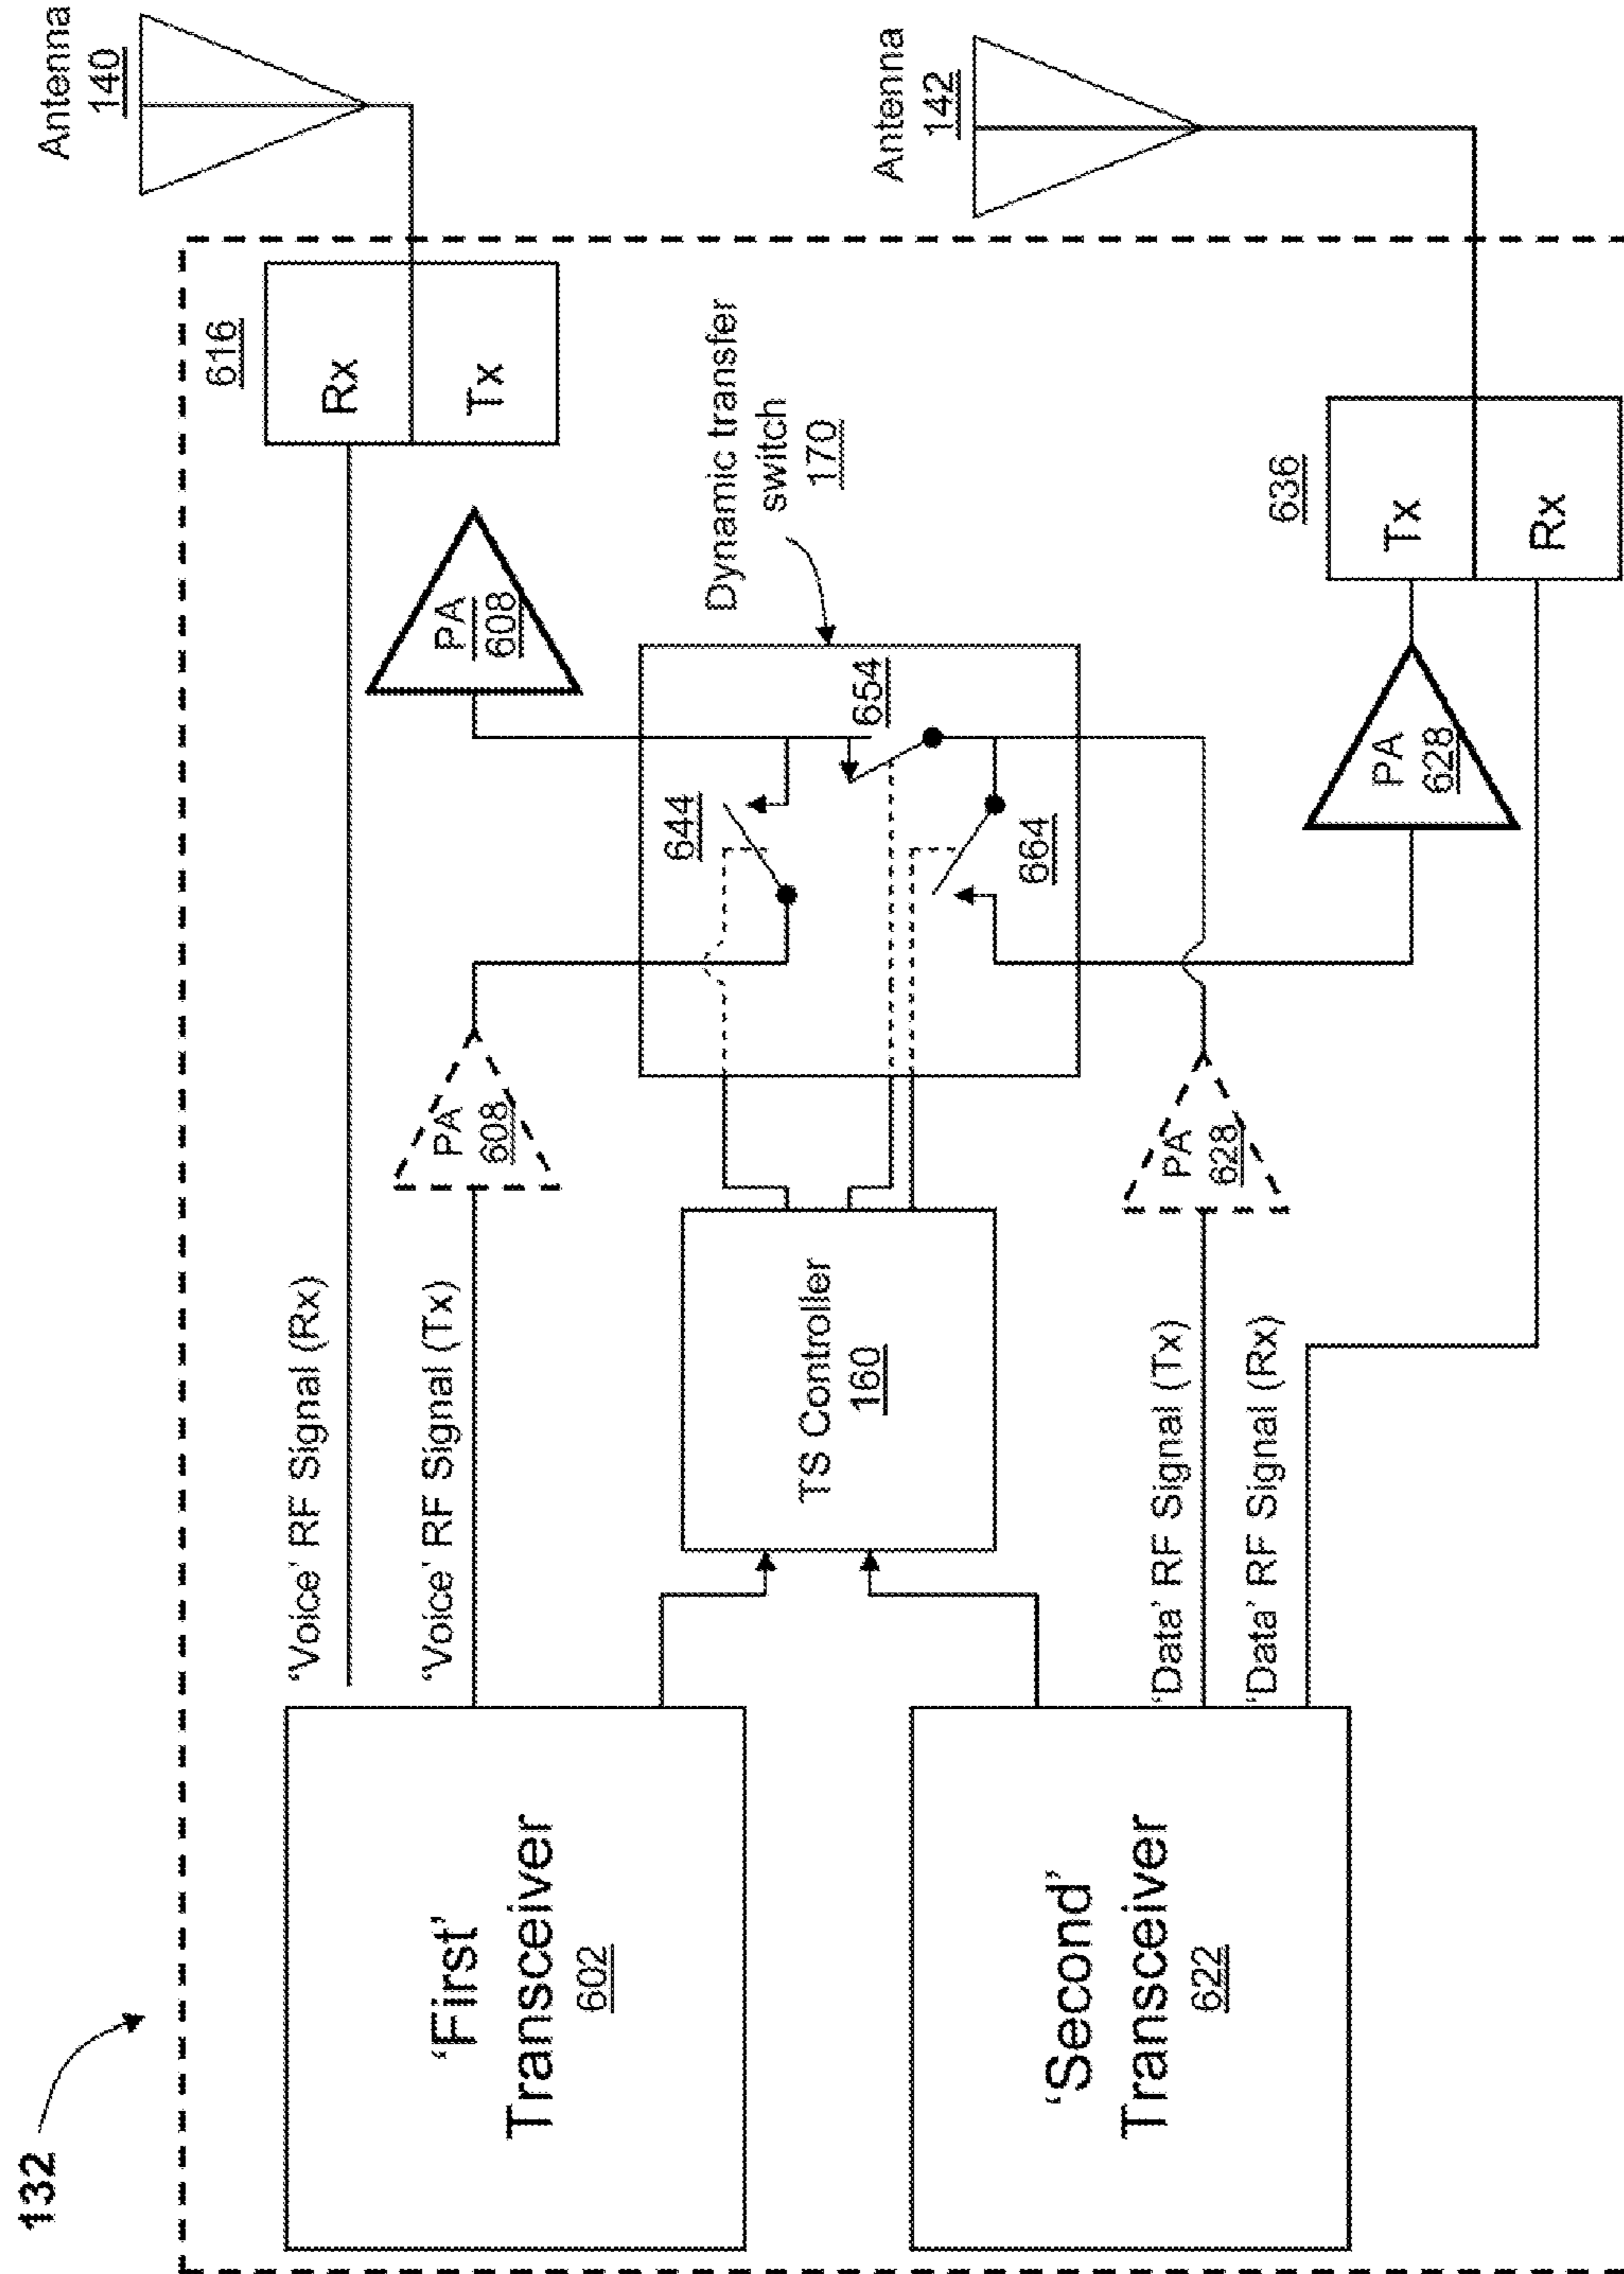 132
'First'
Transceiver
602
'Second'
Transceiver
622
'Voice' RF Signal (Rx)
'Voice' RF Signal (Tx)
TS Controller
160
'Data' RF Signal (Tx)
'Data' RF Signal (Rx)
PA
608
PA
628
644
654
664
Dynamic transfer
switch
170
PA
608
PA
628
616
Rx
Tx
636
Tx
Rx
Antenna
140
Antenna
142